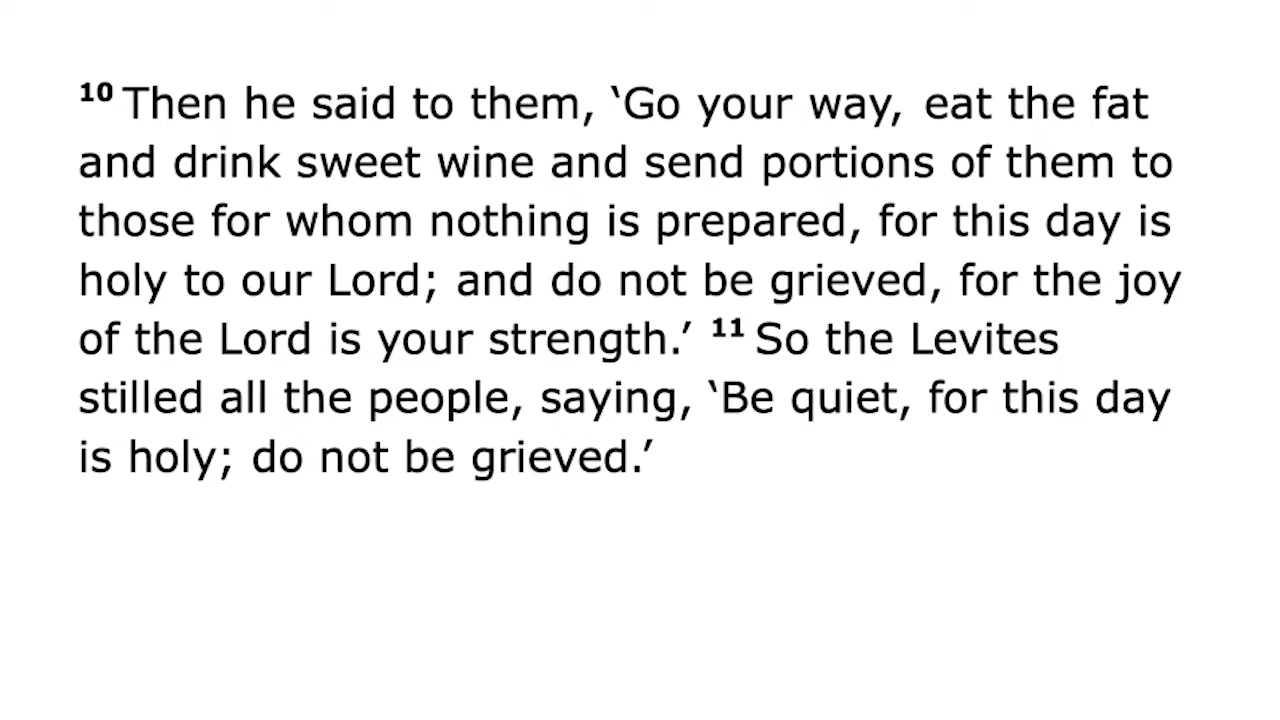 10 Then he said to them, ‘Go your way, eat the fat
and drink sweet wine and send portions of them to
those for whom nothing is prepared, for this day is
holy to our Lord; and do not be grieved, for the joy
of the Lord is your strength.’ 11 So the Levites
stilled all the people, saying, ‘Be quiet, for this day
is holy; do not be grieved.’